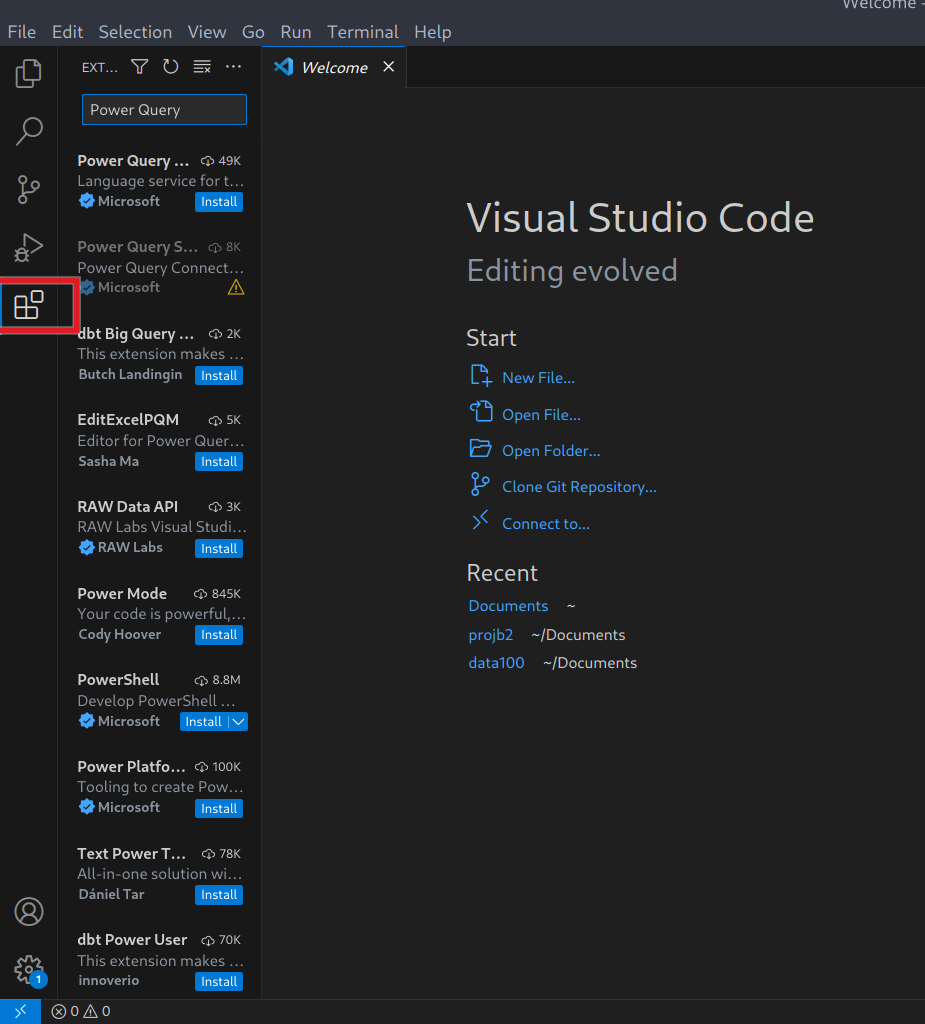 Welcome -
File Edit Selection View Go Run Terminal Help
EXT...
Welcome
Power Query
Power Query ... 49K
Language service for t...
Microsoft Install
Power Query S... 8K
Power Query Connect...
Microsoft
dbt Big Query ... 2K
This extension makes ...
Butch Landingin Install
EditExcelPQM 5K
Editor for Power Quer...
Sasha Ma Install
RAW Data API 3K
RAW Labs Visual Studi...
RAW Labs Install
Power Mode 845K
Your code is powerful,...
Cody Hoover Install
PowerShell 8.8M
Develop PowerShell ...
Microsoft Install
Power Platfo... 100K
Tooling to create Pow...
Microsoft Install
Text Power T... 78K
All-in-one solution wi...
Dániel Tar Install
dbt Power User 70K
This extension makes ...
innoverio Install
Visual Studio Code
Editing evolved
Start
New File...
Open File...
Open Folder...
Clone Git Repository...
Connect to...
Recent
Documents ~
projb2 ~/Documents
data100 ~/Documents
1
0 0